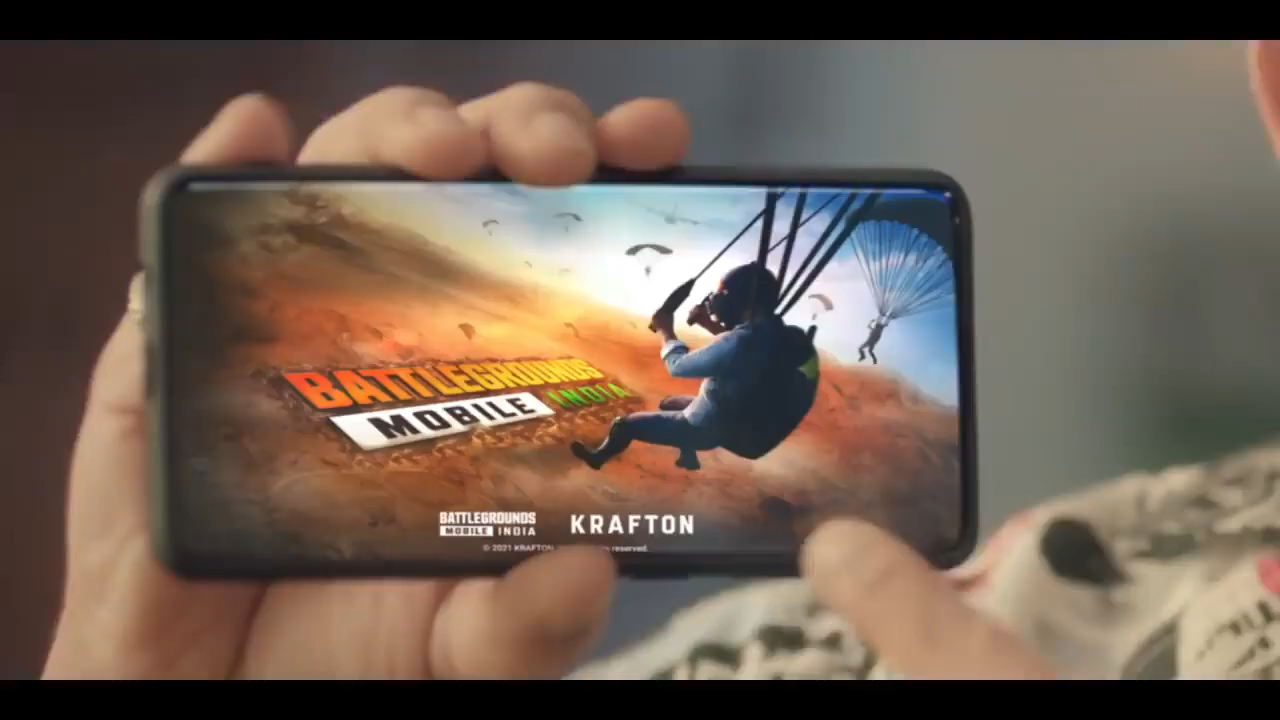 BATTLEGROUNDS
MOBILE INDIA
BATTLEGROUNDS
MOBILE INDIA
KRAFTON
© 2021 KRAFTON reserved.